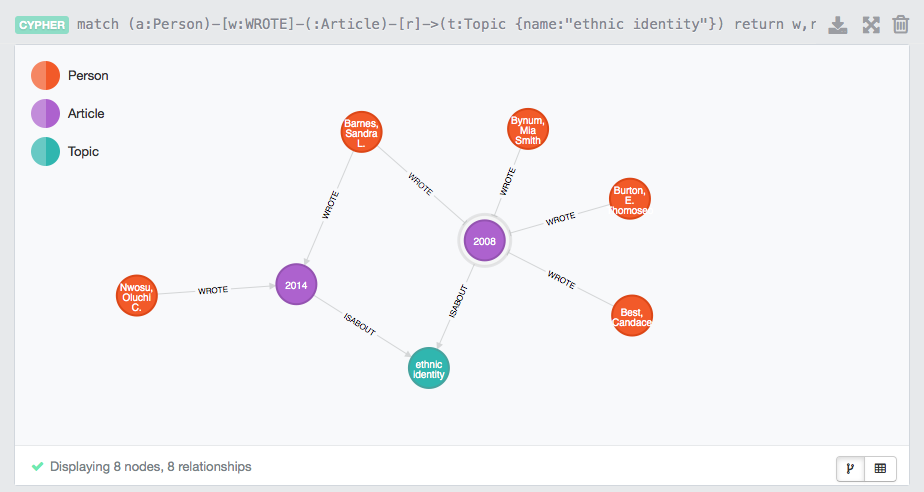 CYPHER match (a:Person)-[w:WROTE]-(:Article)-[r]->(t:Topic {name:"ethnic identity"}) return w,r
Person
Article
Topic
Barnes,
Sandra
L.
Bynum,
Mia
Smith
Burton,
E.
Best,
Candace
Nwosu,
Oluchi
C.
2008
2014
ethnic
identity
WROTE
WROTE
WROTE
WROTE
WROTE
WROTE
ISABOUT
ISABOUT
Displaying 8 nodes, 8 relationships